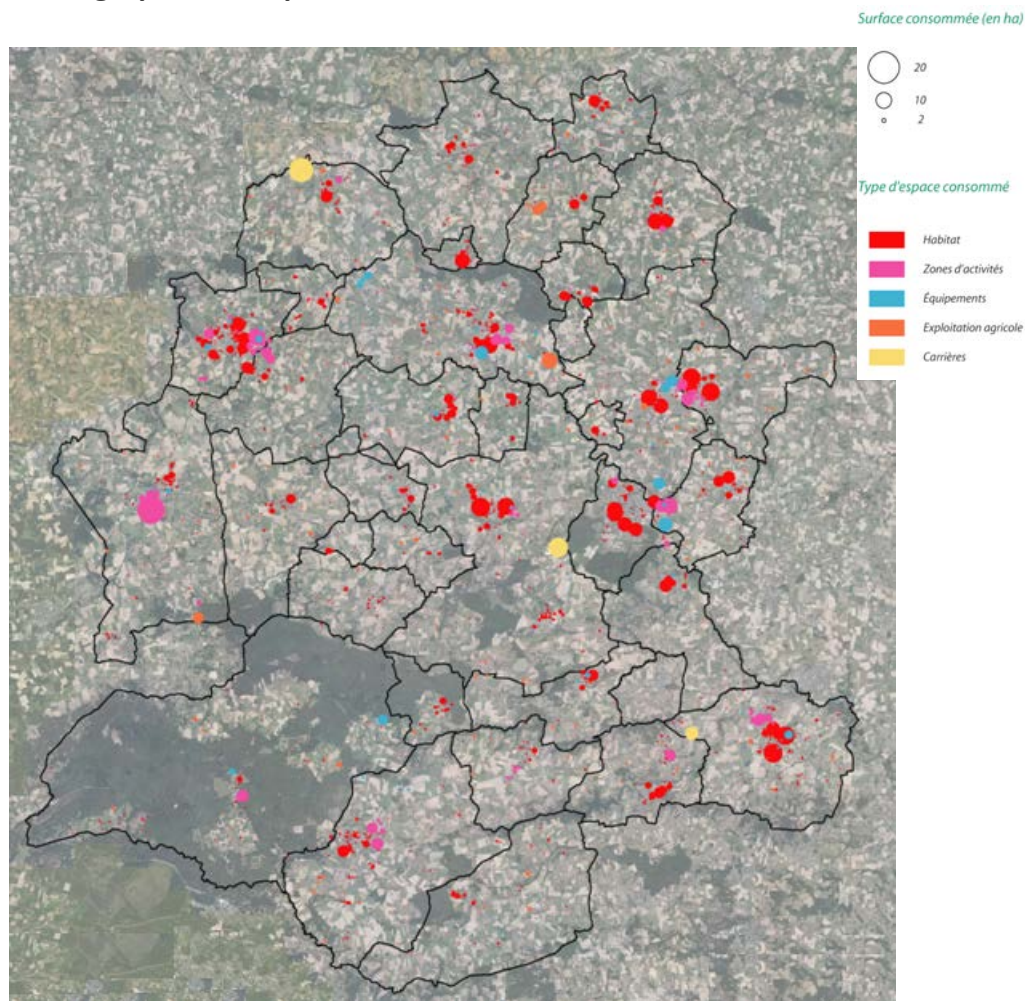 Surface consommée (en ha)
20
10
2
Type d'espace consommé
Habitat
Zones d'activités
Équipements
Exploitation agricole
Carrières